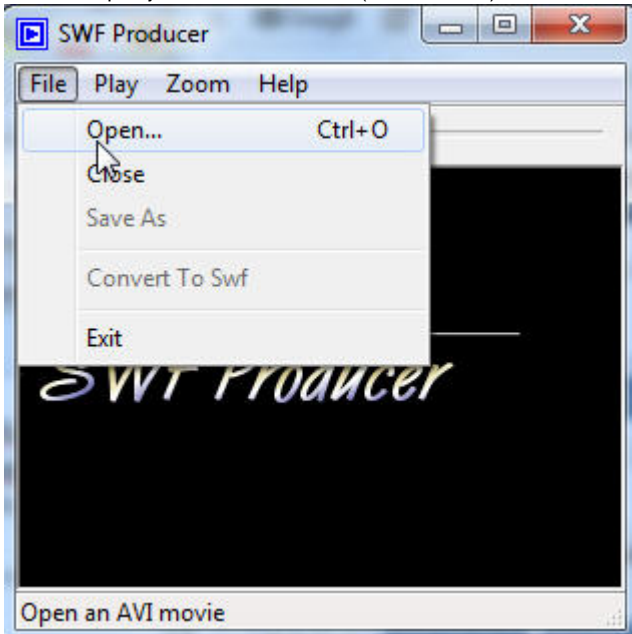 SWF Producer
File Play Zoom Help
Open... Ctrl+O
Close
Save As
Convert To Swf
Exit
SWF Producer
Open an AVI movie